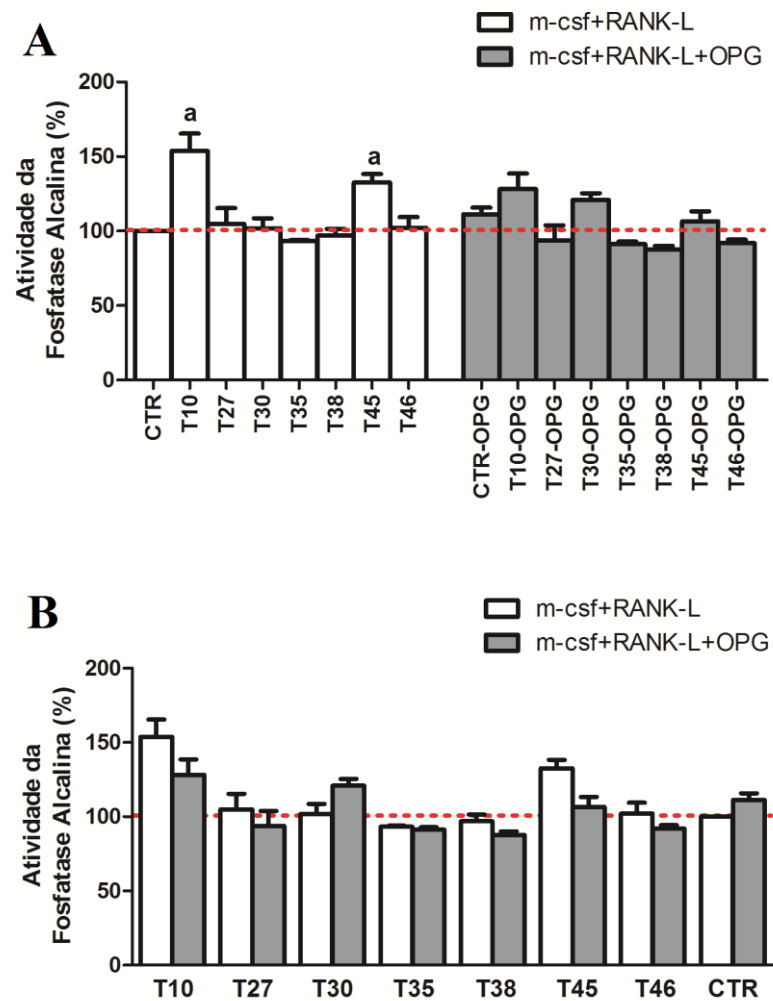 A
m-csf+RANK-L
m-csf+RANK-L+OPG
Atividade da
Fosfatase Alcalina (%)
200
150
100
50
0
a
a
CTR
T10
T27
T30
T35
T38
T45
T46
CTR-OPG
T10-OPG
T27-OPG
T30-OPG
T35-OPG
T38-OPG
T45-OPG
T46-OPG
B
m-csf+RANK-L
m-csf+RANK-L+OPG
Atividade da
Fosfatase Alcalina (%)
200
150
100
50
0
T10 T27 T30 T35 T38 T45 T46 CTR